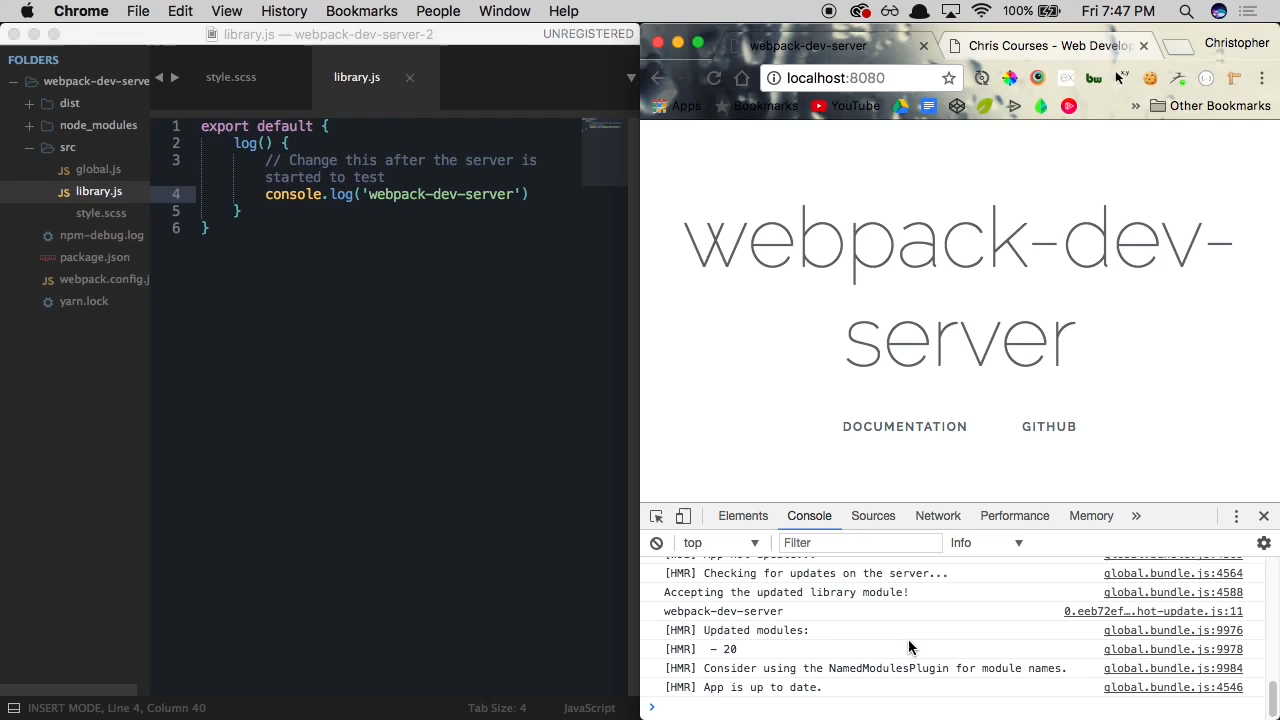 Chrome File Edit View History Bookmarks People Window Help 100% Fri 7:47 PM
library.js — webpack-dev-server-2 UNREGISTERED
FOLDERS
webpack-dev-serve
dist
node_modules
src
global.js
library.js
style.scss
npm-debug.log
package.json
webpack.config.j
yarn.lock
style.scss library.js
1 export default {
2 log() {
3 // Change this after the server is
started to test
4 console.log('webpack-dev-server')
5 }
6 }
INSERT MODE, Line 4, Column 40 Tab Size: 4 JavaScript
webpack-dev-server Chris Courses - Web Develop Christopher
localhost:8080
Apps Bookmarks YouTube » Other Bookmarks
webpack-dev-
server
DOCUMENTATION GITHUB
Elements Console Sources Network Performance Memory »
top Filter Info
[HMR] Checking for updates on the server... global.bundle.js:4564
Accepting the updated library module! global.bundle.js:4588
webpack-dev-server 0.eeb72ef….hot-update.js:11
[HMR] Updated modules: global.bundle.js:9976
[HMR] - 20 global.bundle.js:9978
[HMR] Consider using the NamedModulesPlugin for module names. global.bundle.js:9984
[HMR] App is up to date. global.bundle.js:4546